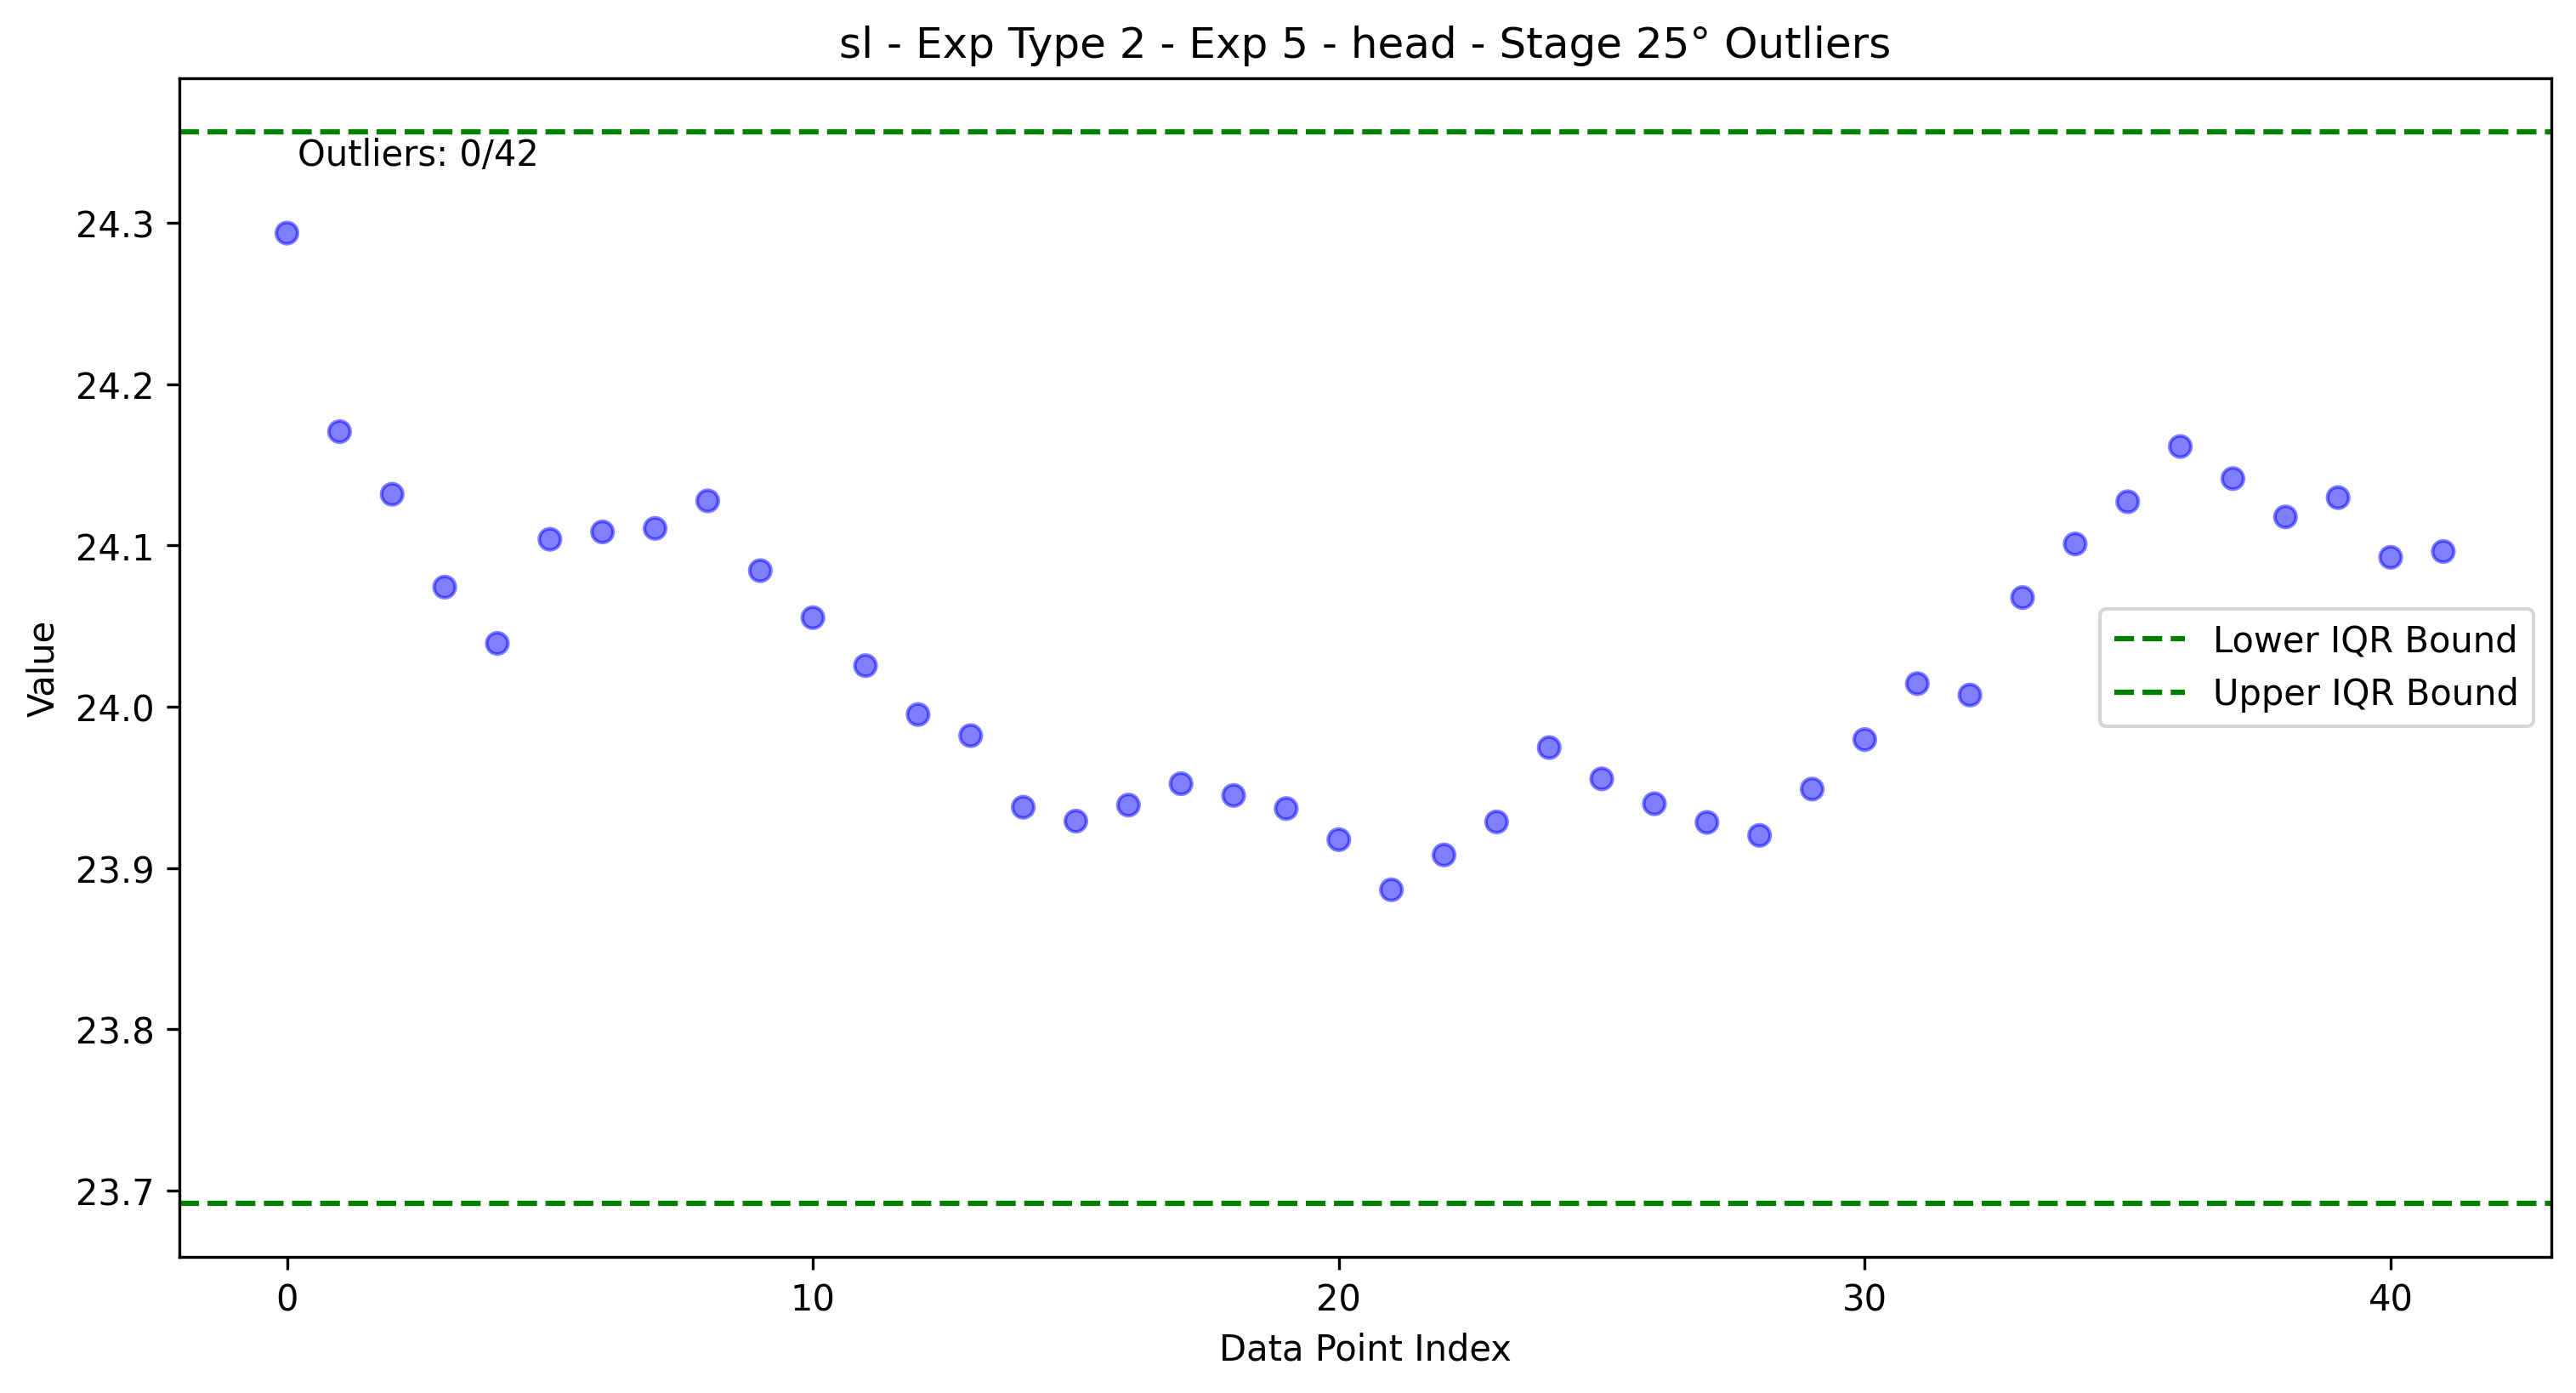 sl - Exp Type 2 - Exp 5 - head - Stage 25° Outliers
Outliers: 0/42
24.3
24.2
24.1
24.0
23.9
23.8
23.7
Value
Lower IQR Bound
Upper IQR Bound
0 10 20 30 40
Data Point Index